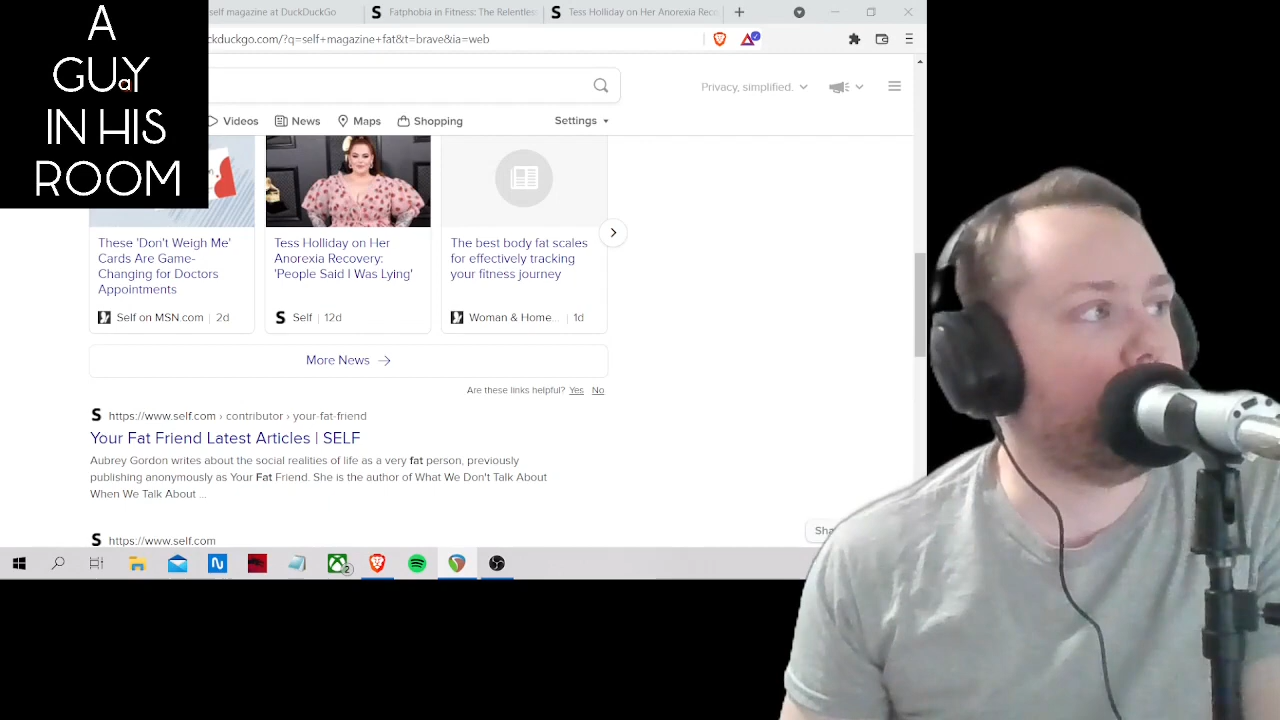 A
GUY
IN HIS
ROOM
self magazine at DuckDuckGo
Fatphobia in Fitness: The Relentles
Tess Holliday on Her Anorexia Reco
ckduckgo.com/?q=self+magazine+fat&t=brave&ia=web
Privacy, simplified.
Videos
News
Maps
Shopping
Settings
These 'Don't Weigh Me'
Cards Are Game-
Changing for Doctors
Appointments
Self on MSN.com | 2d
Tess Holliday on Her
Anorexia Recovery:
'People Said I Was Lying'
Self | 12d
The best body fat scales
for effectively tracking
your fitness journey
Woman & Home... | 1d
More News →
Are these links helpful? Yes No
https://www.self.com › contributor › your-fat-friend
Your Fat Friend Latest Articles | SELF
Aubrey Gordon writes about the social realities of life as a very fat person, previously
publishing anonymously as Your Fat Friend. She is the author of What We Don't Talk About
When We Talk About ...
https://www.self.com
Sha